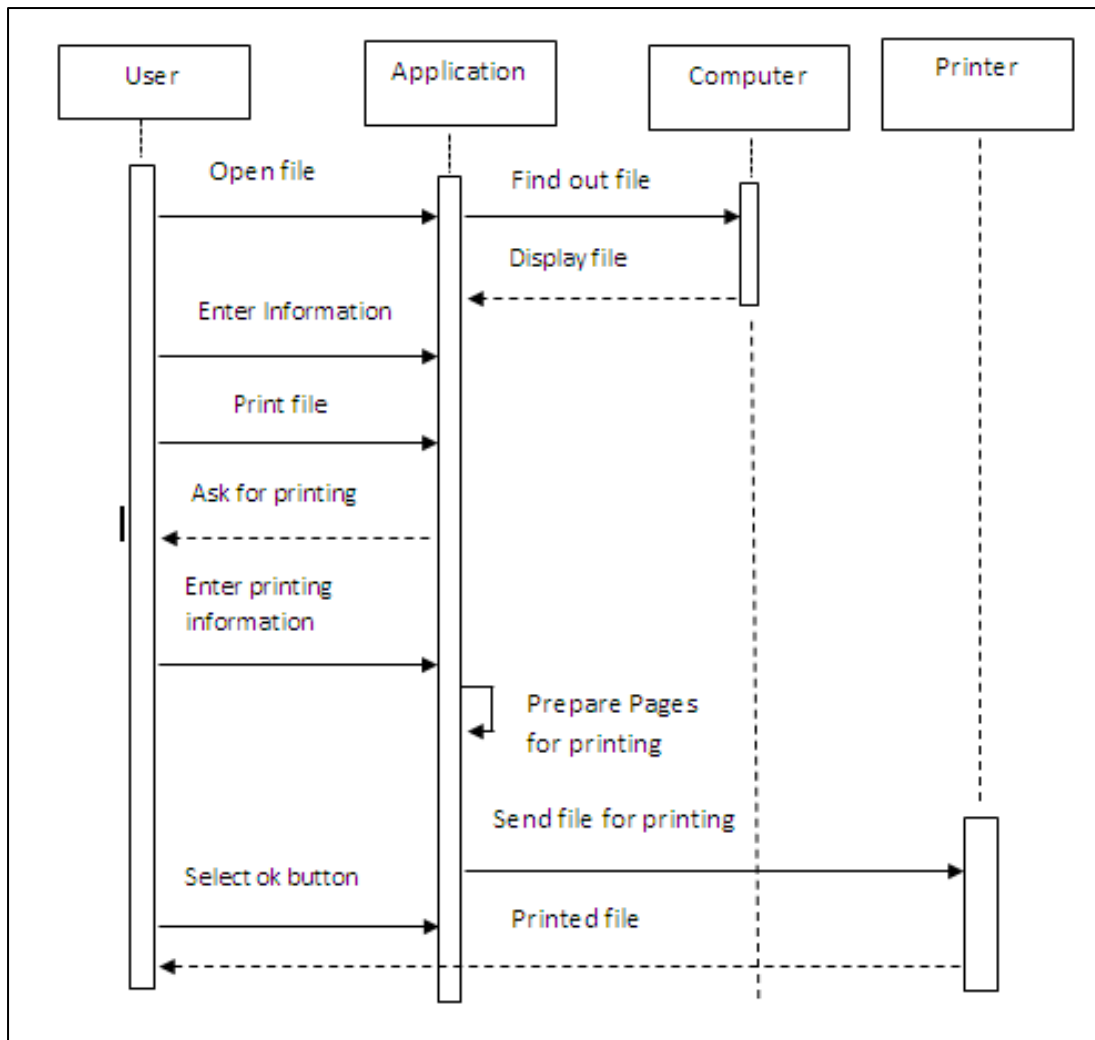 User
Application
Computer
Printer
Open file
Find out file
Display file
Enter Information
Print file
Ask for printing
Enter printing
information
Prepare Pages
for printing
Send file for printing
Select ok button
Printed file